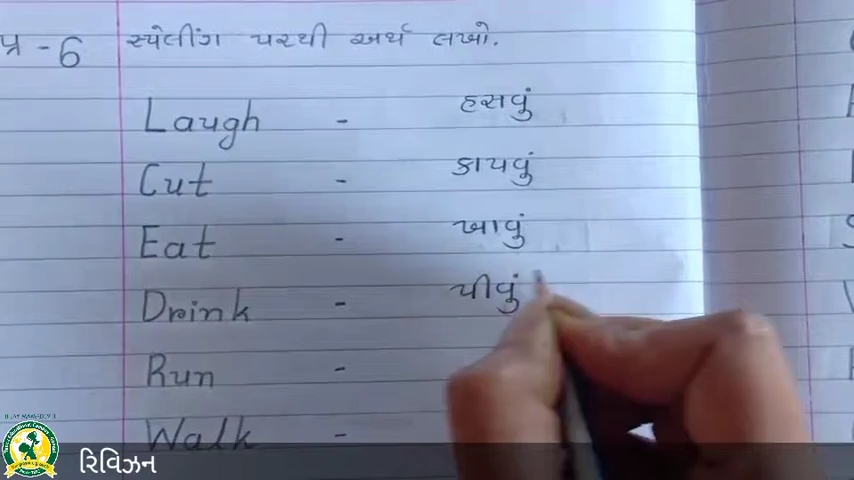 પ્ર - 6 સ્પેલીંગ પરથી અર્થ લખો.
Laugh - હસવું
Cut - કાપવું
Eat - ખાવું
Drink - પીવું
Run -
Walk -
રિવિઝન